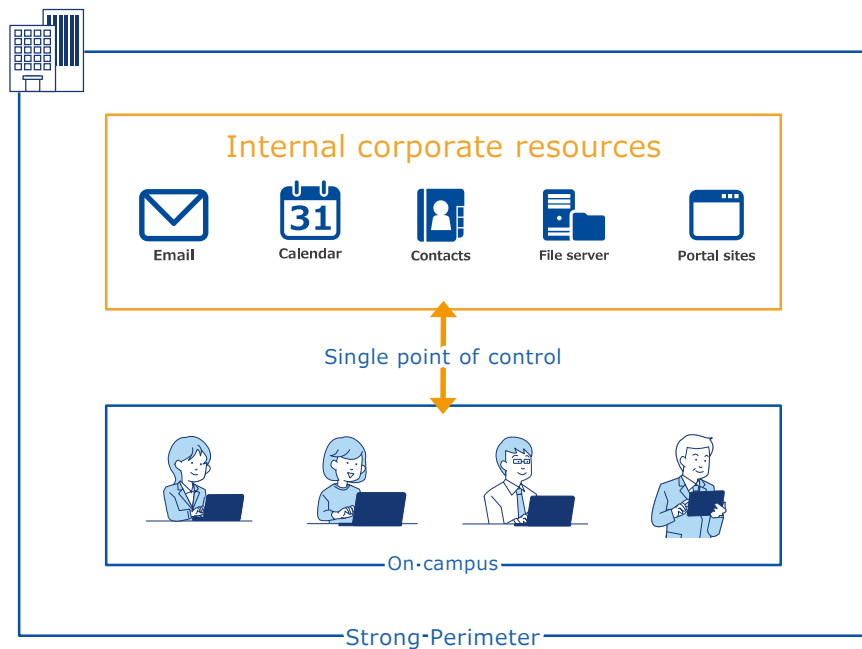 Internal corporate resources
31
Email
Calendar
Contacts
File server
Portal sites
Single point of control
On-campus
Strong-Perimeter